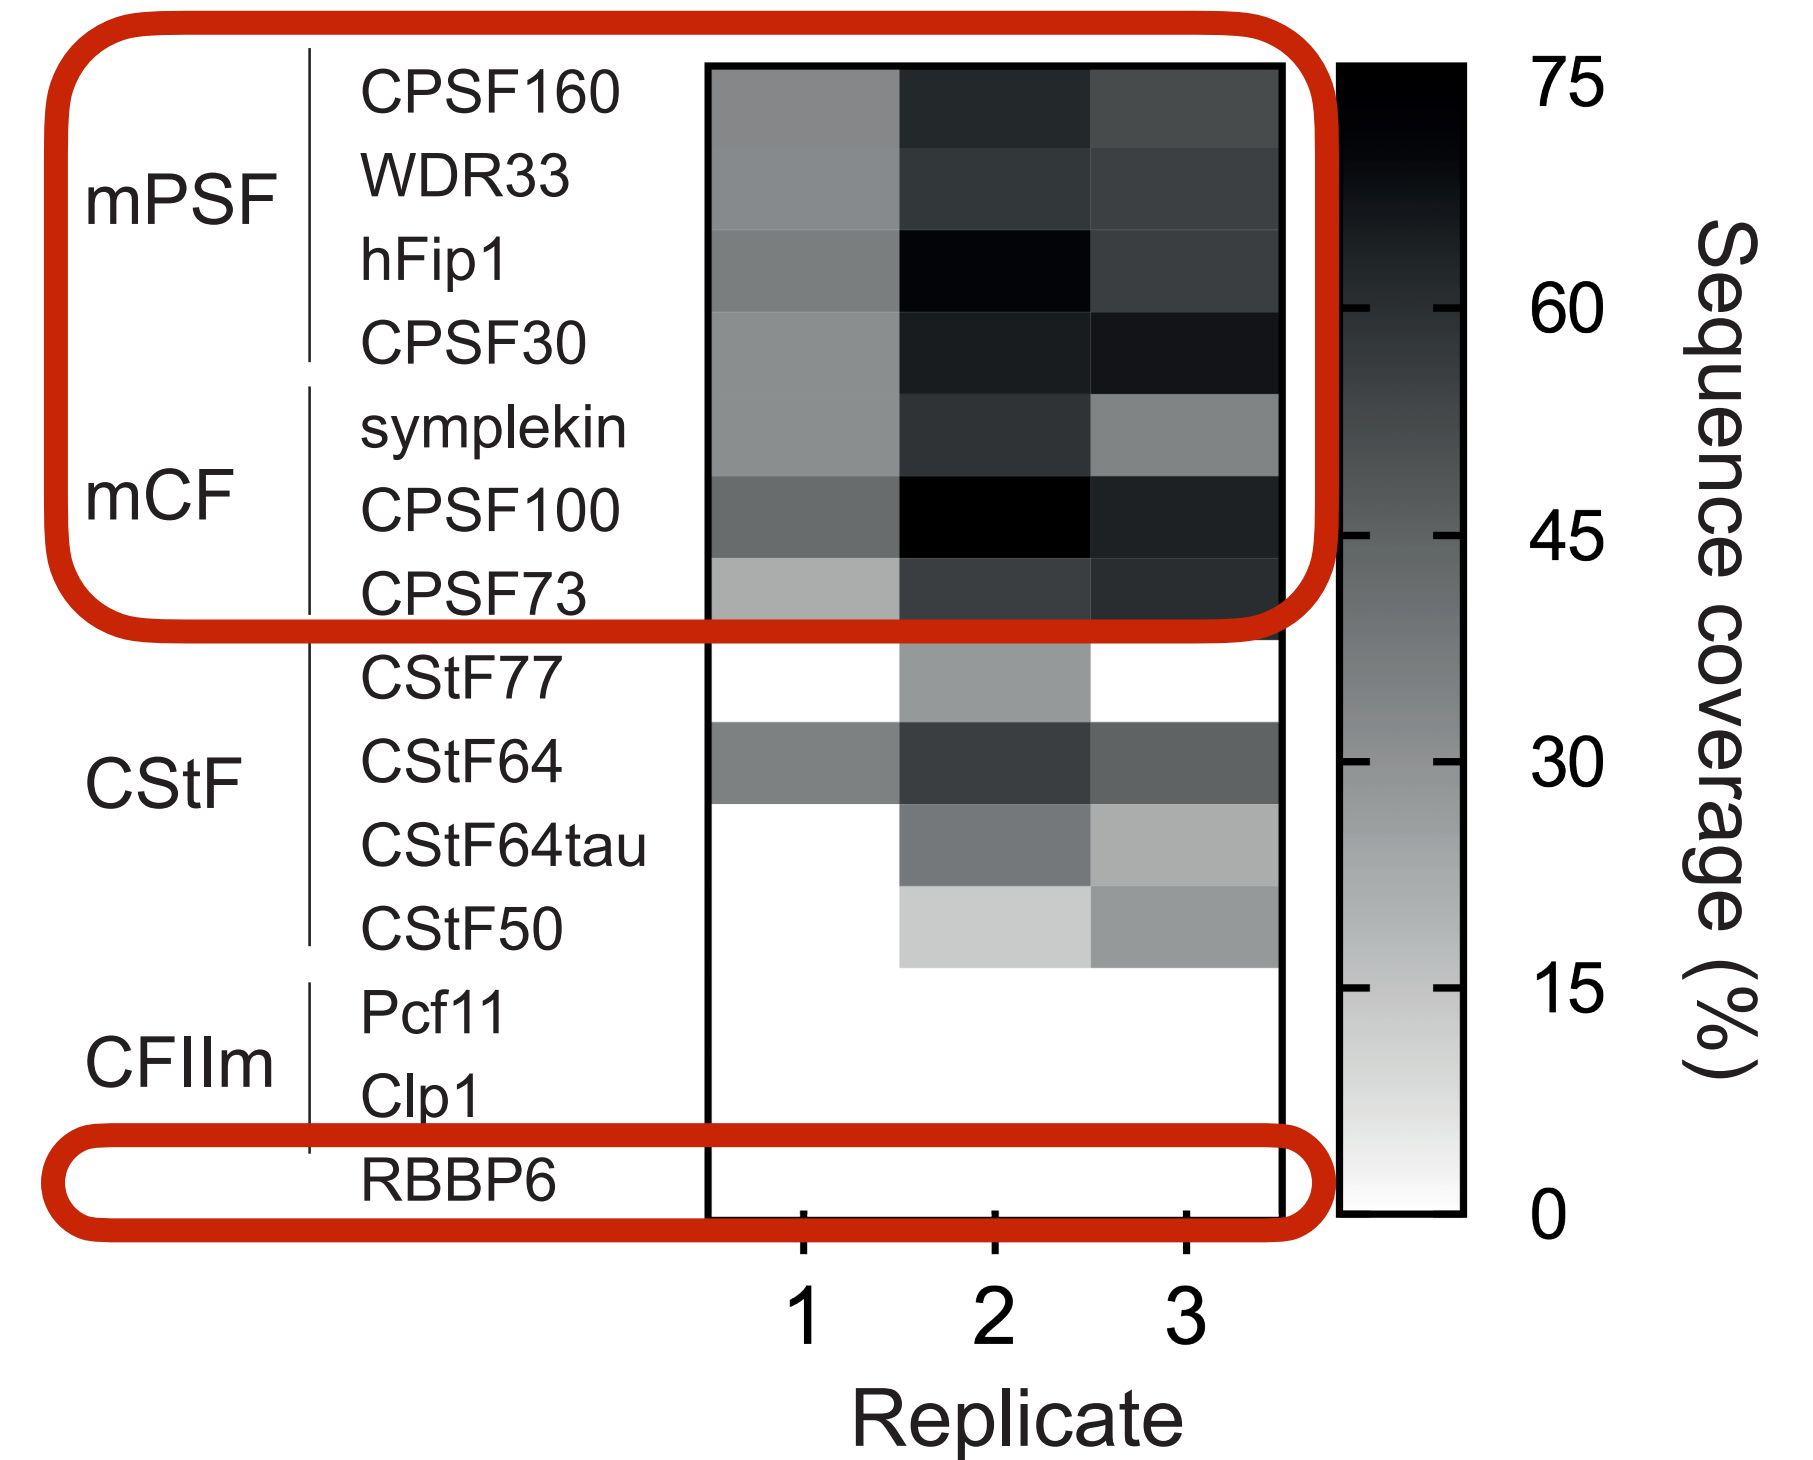 mPSF
CPSF160
WDR33
hFip1
CPSF30
mCF
symplekin
CPSF100
CPSF73
CStF
CStF77
CStF64
CStF64tau
CStF50
CFIIm
Pcf11
Clp1
RBBP6
1 2 3
Replicate
75
60
45
30
15
0
Sequence coverage (%)